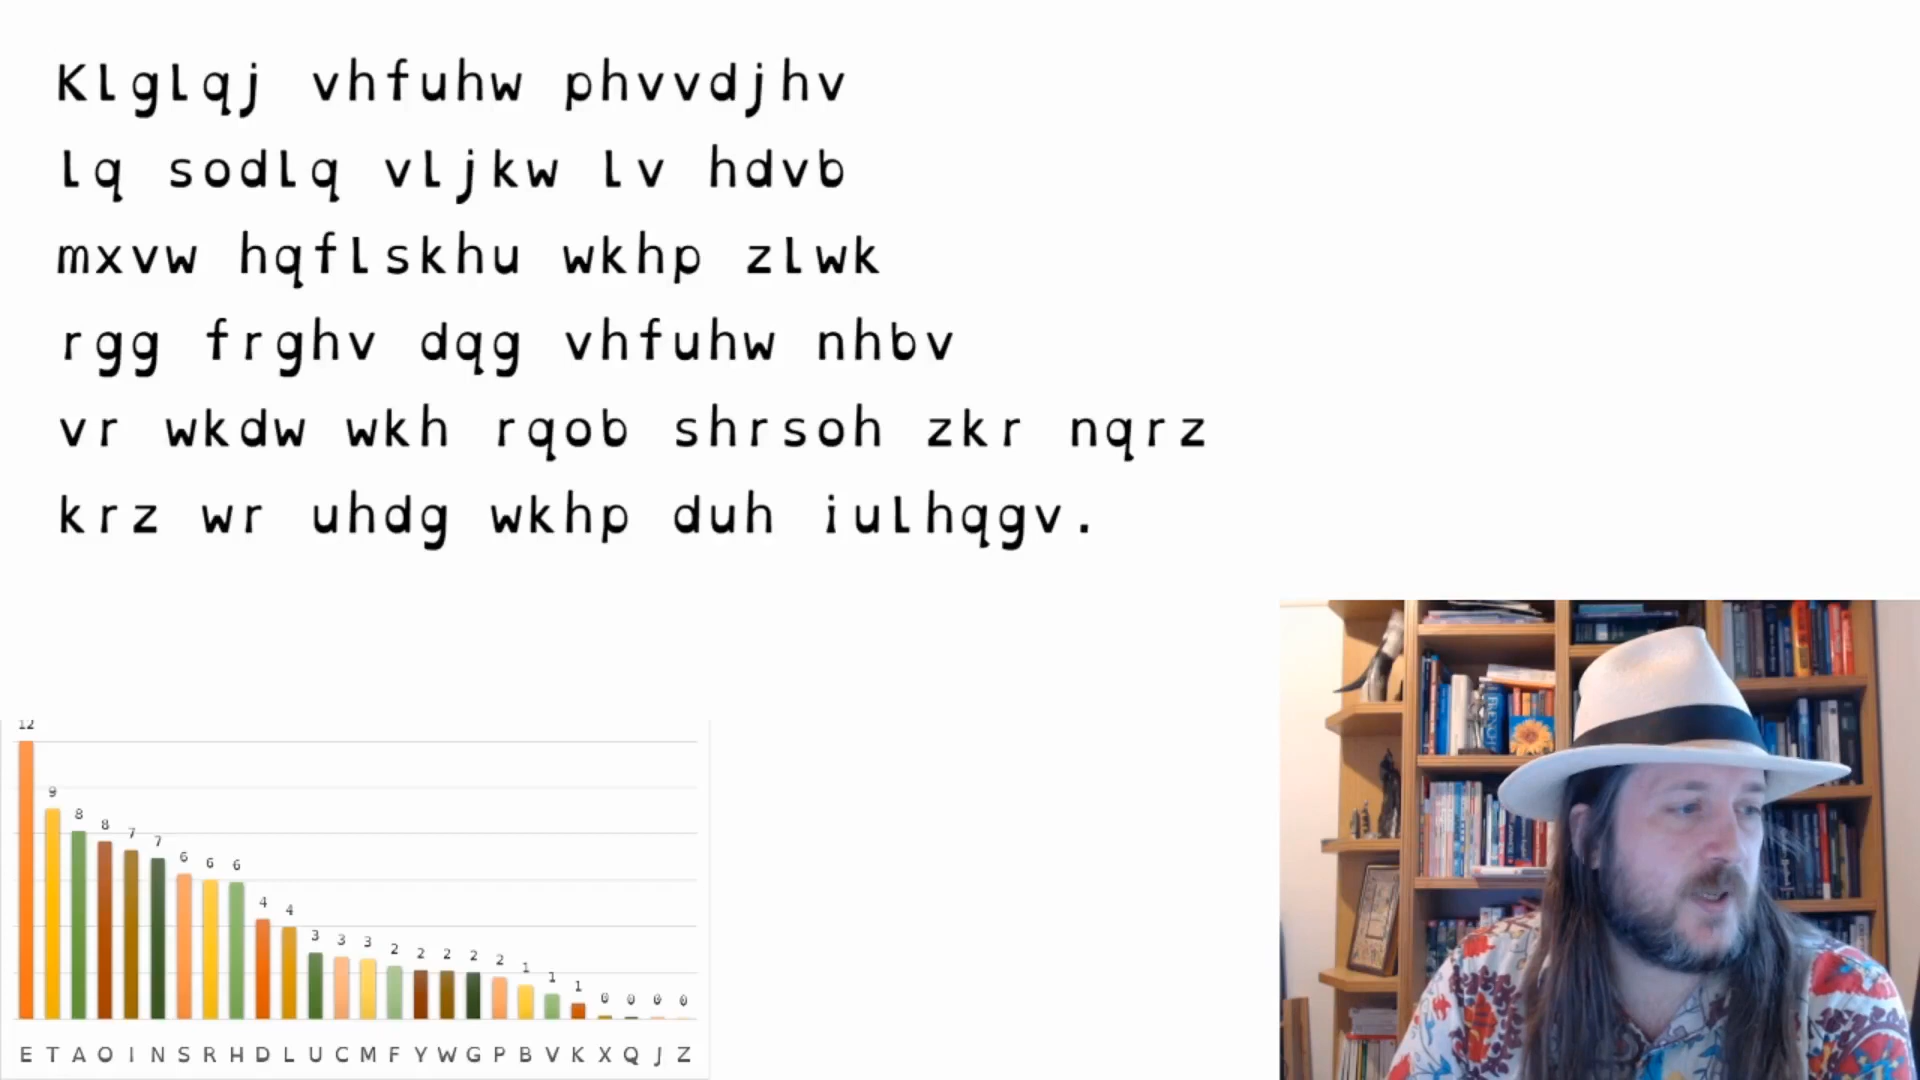 Klglqj vhfuhw phvvdjhv
lq sodlq vljkw lv hdvb
mxvw hqflskhu wkhp zlwk
rgg frghv dqg vhfuhw nhbv
vr wkdw wkh rqob shrsoh zkr nqrz
krz wr uhdg wkhp duh iulhqgv.
12
9
8 8
7 7
6 6 6
4 4
3 3 3
2 2 2 2 2
1 1 1
0 0 0 0
E T A O I N S R H D L U C M F Y W G P B V K X Q J Z
FRENCH